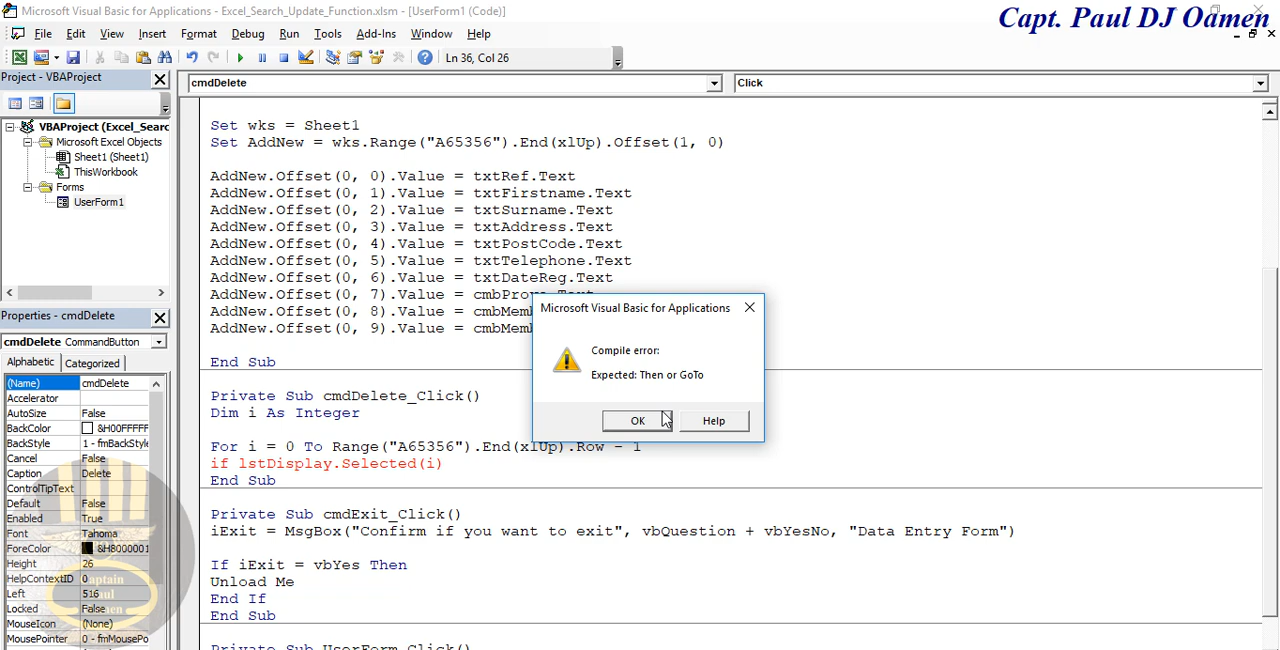 Microsoft Visual Basic for Applications - Excel_Search_Update_Function.xlsm - [UserForm1 (Code)]
Capt. Paul DJ Oamen
File Edit View Insert Format Debug Run Tools Add-Ins Window Help
Ln 36, Col 26
Project - VBAProject
cmdDelete
Click
VBAProject (Excel_Searc
Microsoft Excel Objects
Sheet1 (Sheet1)
ThisWorkbook
Forms
UserForm1
Properties - cmdDelete
cmdDelete CommandButton
Alphabetic Categorized
(Name) cmdDelete
Accelerator
AutoSize False
BackColor &H00FFFFF
BackStyle 1 - fmBackStyle
Cancel False
Caption Delete
ControlTipText
Default False
Enabled True
Font Tahoma
ForeColor &H8000001
Height 26
HelpContextID 0
Left 516
Locked False
MouseIcon (None)
MousePointer 0 - fmMousePo
Captain
Paul
Set wks = Sheet1
Set AddNew = wks.Range("A65356").End(xlUp).Offset(1, 0)
AddNew.Offset(0, 0).Value = txtRef.Text
AddNew.Offset(0, 1).Value = txtFirstname.Text
AddNew.Offset(0, 2).Value = txtSurname.Text
AddNew.Offset(0, 3).Value = txtAddress.Text
AddNew.Offset(0, 4).Value = txtPostCode.Text
AddNew.Offset(0, 5).Value = txtTelephone.Text
AddNew.Offset(0, 6).Value = txtDateReg.Text
AddNew.Offset(0, 7).Value = cmbProve.Text
AddNew.Offset(0, 8).Value = cmbMem
AddNew.Offset(0, 9).Value = cmbMem
End Sub
Private Sub cmdDelete_Click()
Dim i As Integer
For i = 0 To Range("A65356").End(xlUp).Row - 1
if lstDisplay.Selected(i)
End Sub
Private Sub cmdExit_Click()
iExit = MsgBox("Confirm if you want to exit", vbQuestion + vbYesNo, "Data Entry Form")
If iExit = vbYes Then
Unload Me
End If
End Sub
Private Sub UserForm_Click()
Microsoft Visual Basic for Applications
Compile error:
Expected: Then or GoTo
OK Help